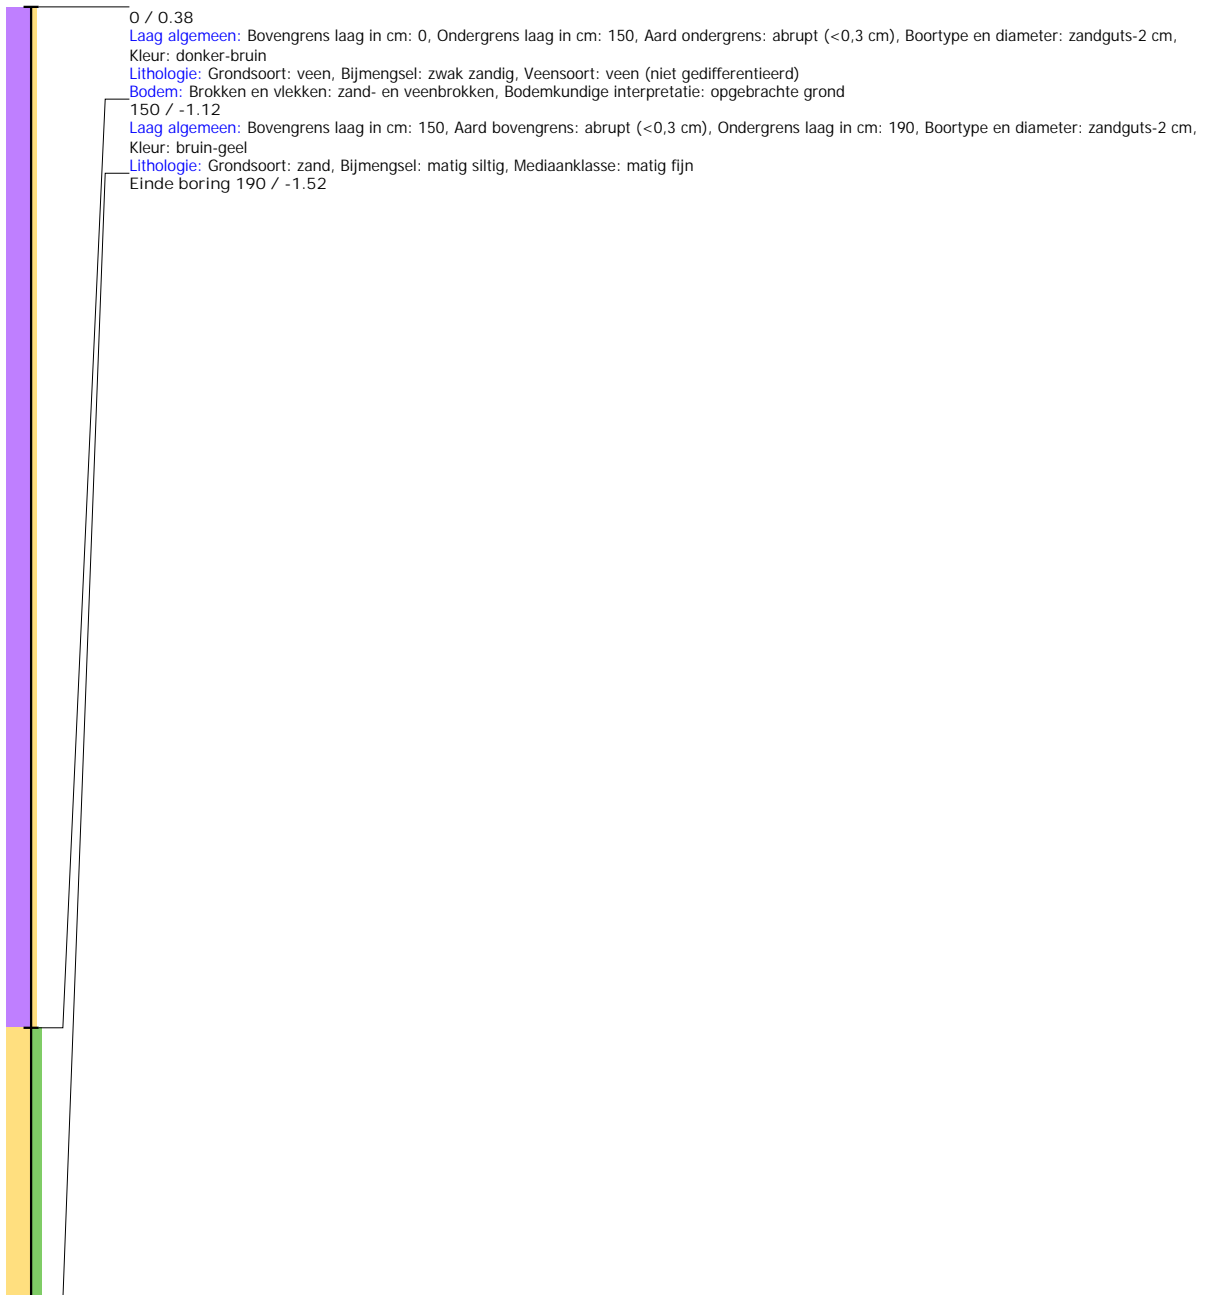 0 / 0.38
Laag algemeen: Bovengrens laag in cm: 0, Ondergrens laag in cm: 150, Aard ondergrens: abrupt (<0,3 cm), Boortype en diameter: zandguts-2 cm,
Kleur: donker-bruin
Lithologie: Grondsoort: veen, Bijmengsel: zwak zandig, Veensoort: veen (niet gedifferentieerd)
Bodem: Brokken en vlekken: zand- en veenbrokken, Bodemkundige interpretatie: opgebrachte grond
150 / -1.12
Laag algemeen: Bovengrens laag in cm: 150, Aard bovengrens: abrupt (<0,3 cm), Ondergrens laag in cm: 190, Boortype en diameter: zandguts-2 cm,
Kleur: bruin-geel
Lithologie: Grondsoort: zand, Bijmengsel: matig siltig, Mediaanklasse: matig fijn
Einde boring 190 / -1.52